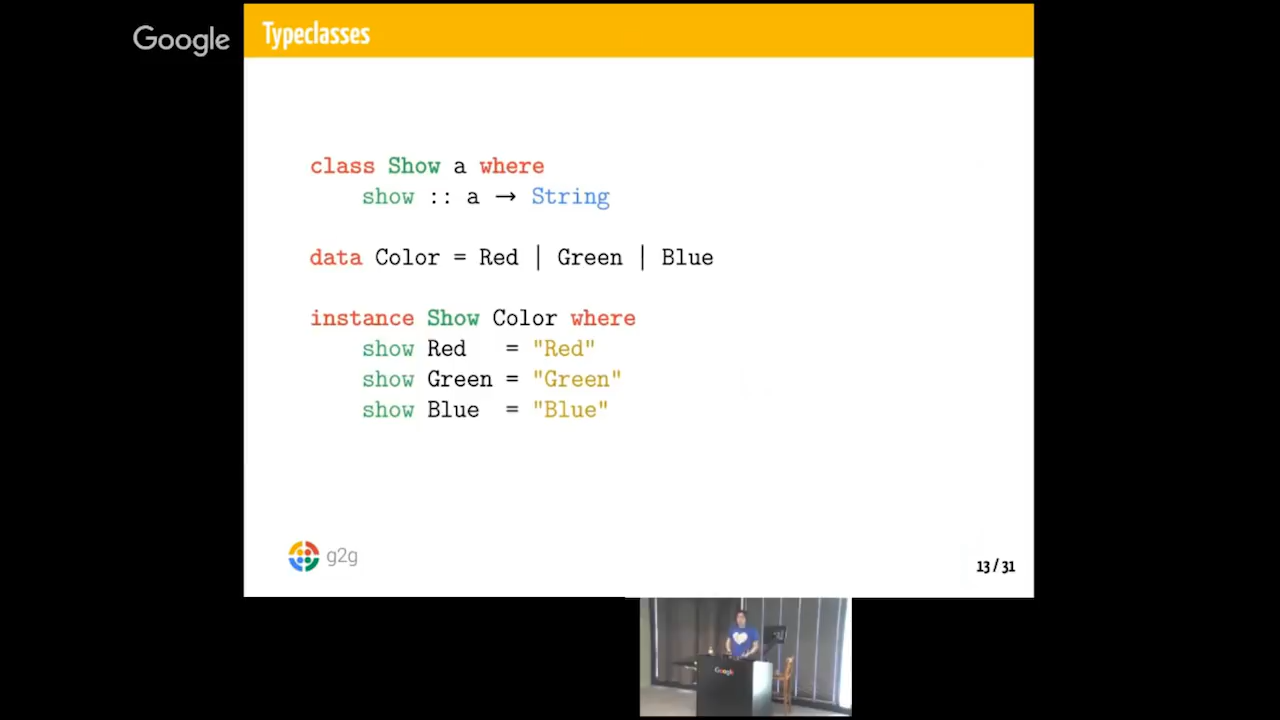 Google
Typeclasses
class Show a where
show :: a → String
data Color = Red | Green | Blue
instance Show Color where
show Red = "Red"
show Green = "Green"
show Blue = "Blue"
g2g
13 / 31
Google